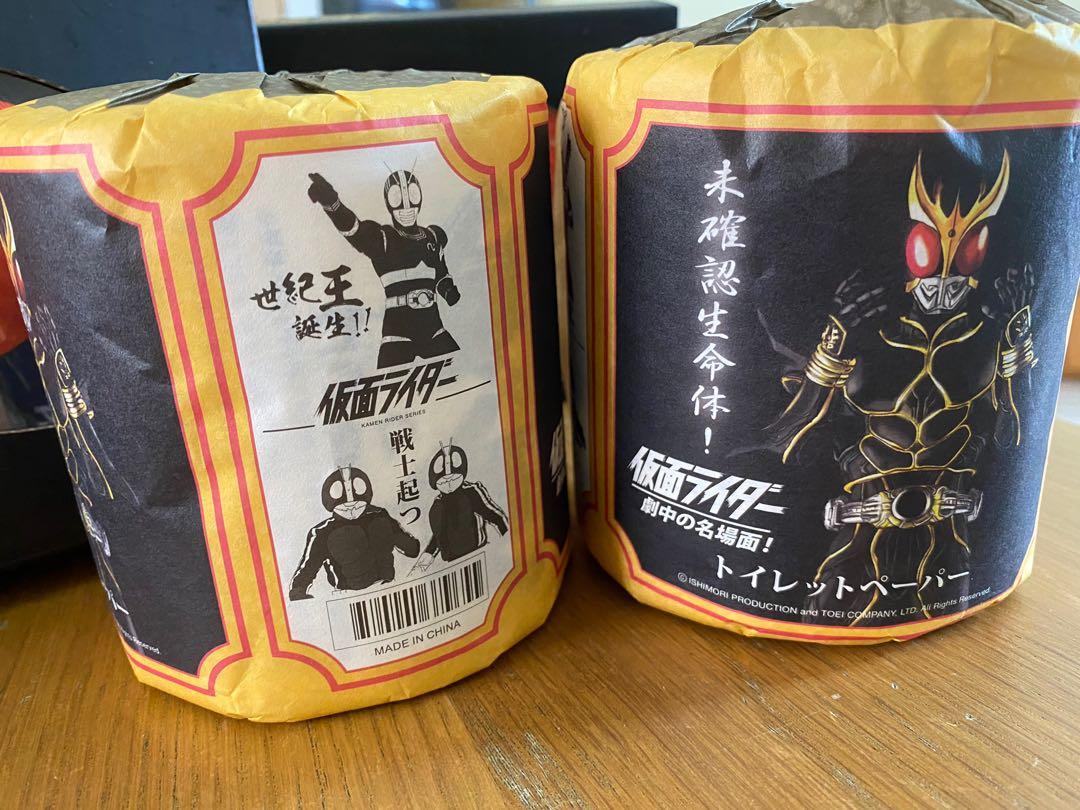 世紀王
誕生!!
仮面ライダー
KAMEN RIDER SERIES
戦士起つ
MADE IN CHINA
未確認生命体!
仮面ライダー
劇中の名場面!
トイレットペーパー
©ISHIMORI PRODUCTION and TOEI COMPANY, LTD. All Rights Reserved.
Reserved.